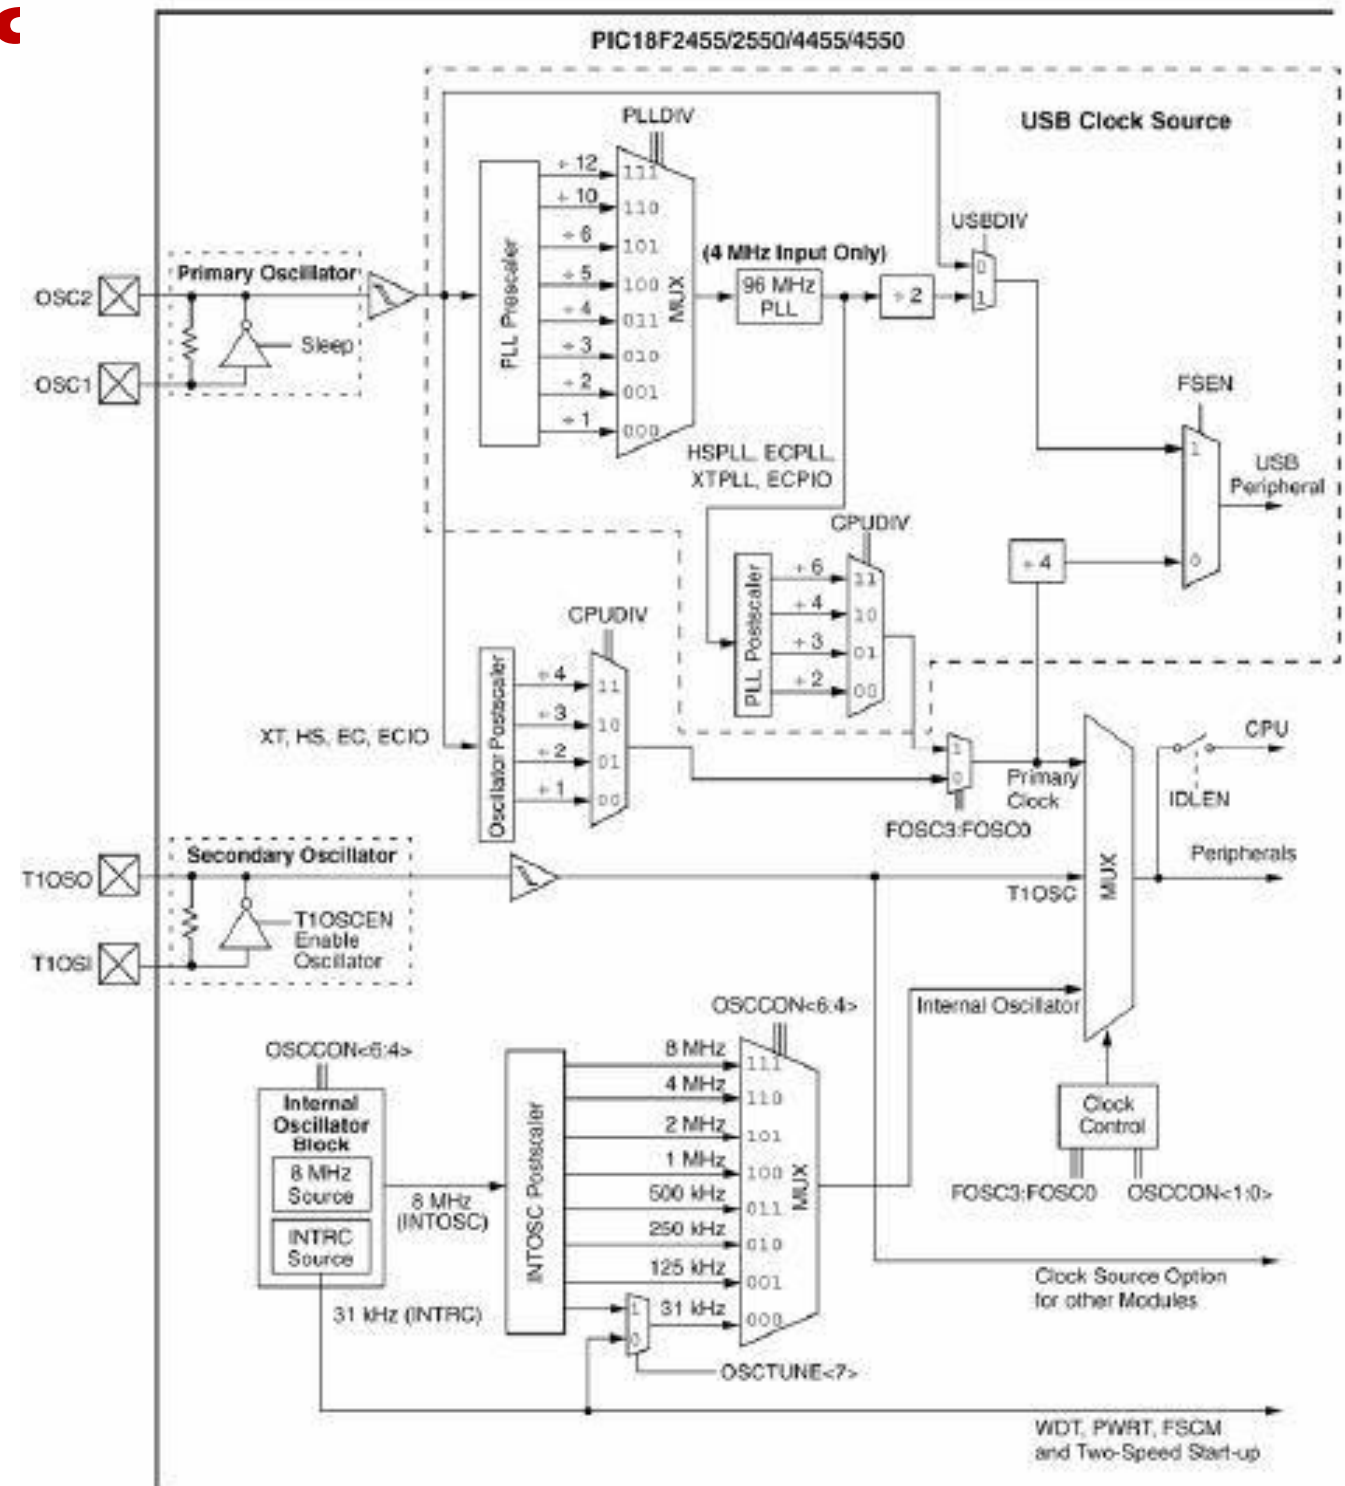 PIC18F2455/2550/4455/4550
USB Clock Source
PLLDIV
PLL Prescaler
÷ 12
÷ 10
÷ 6
÷ 5
÷ 4
÷ 3
÷ 2
÷ 1
111
110
101
100
011
010
001
000
MUX
(4 MHz Input Only)
96 MHz
PLL
÷ 2
USBDIV
0
1
Primary Oscillator
OSC2
OSC1
Sleep
FSEN
1
0
USB
Peripheral
HSPLL, ECPLL,
XTPLL, ECPIO
CPUDIV
PLL Postscaler
÷ 6
÷ 4
÷ 3
÷ 2
11
10
01
00
÷ 4
CPUDIV
Oscillator Postscaler
÷ 4
÷ 3
÷ 2
÷ 1
11
10
01
00
XT, HS, EC, ECIO
1
0
FOSC3:FOSC0
Primary
Clock
CPU
IDLEN
Peripherals
MUX
Secondary Oscillator
T1OSO
T1OSI
T1OSCEN
Enable
Oscillator
T1OSC
Internal Oscillator
OSCCON<6:4>
OSCCON<6:4>
Internal
Oscillator
Block
8 MHz
Source
INTRC
Source
8 MHz
(INTOSC)
31 kHz (INTRC)
INTOSC Postscaler
8 MHz
4 MHz
2 MHz
1 MHz
500 kHz
250 kHz
125 kHz
31 kHz
111
110
101
100
011
010
001
000
MUX
1
0
OSCTUNE<7>
Clock
Control
FOSC3:FOSC0
OSCCON<1:0>
Clock Source Option
for other Modules
WDT, PWRT, FSCM
and Two-Speed Start-up